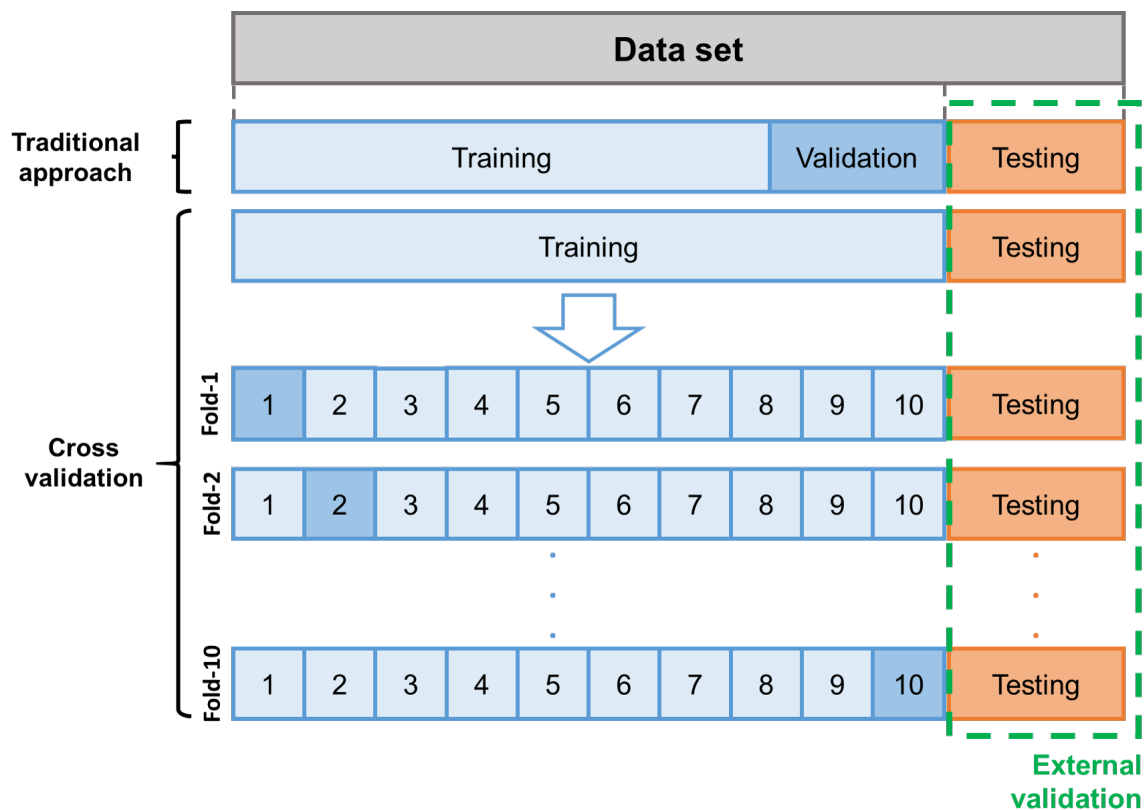 Data set
Traditional
approach
Training
Validation
Testing
Training
Testing
Cross
validation
Fold-1
1 2 3 4 5 6 7 8 9 10
Testing
Fold-2
1 2 3 4 5 6 7 8 9 10
Testing
Fold-10
1 2 3 4 5 6 7 8 9 10
Testing
External
validation